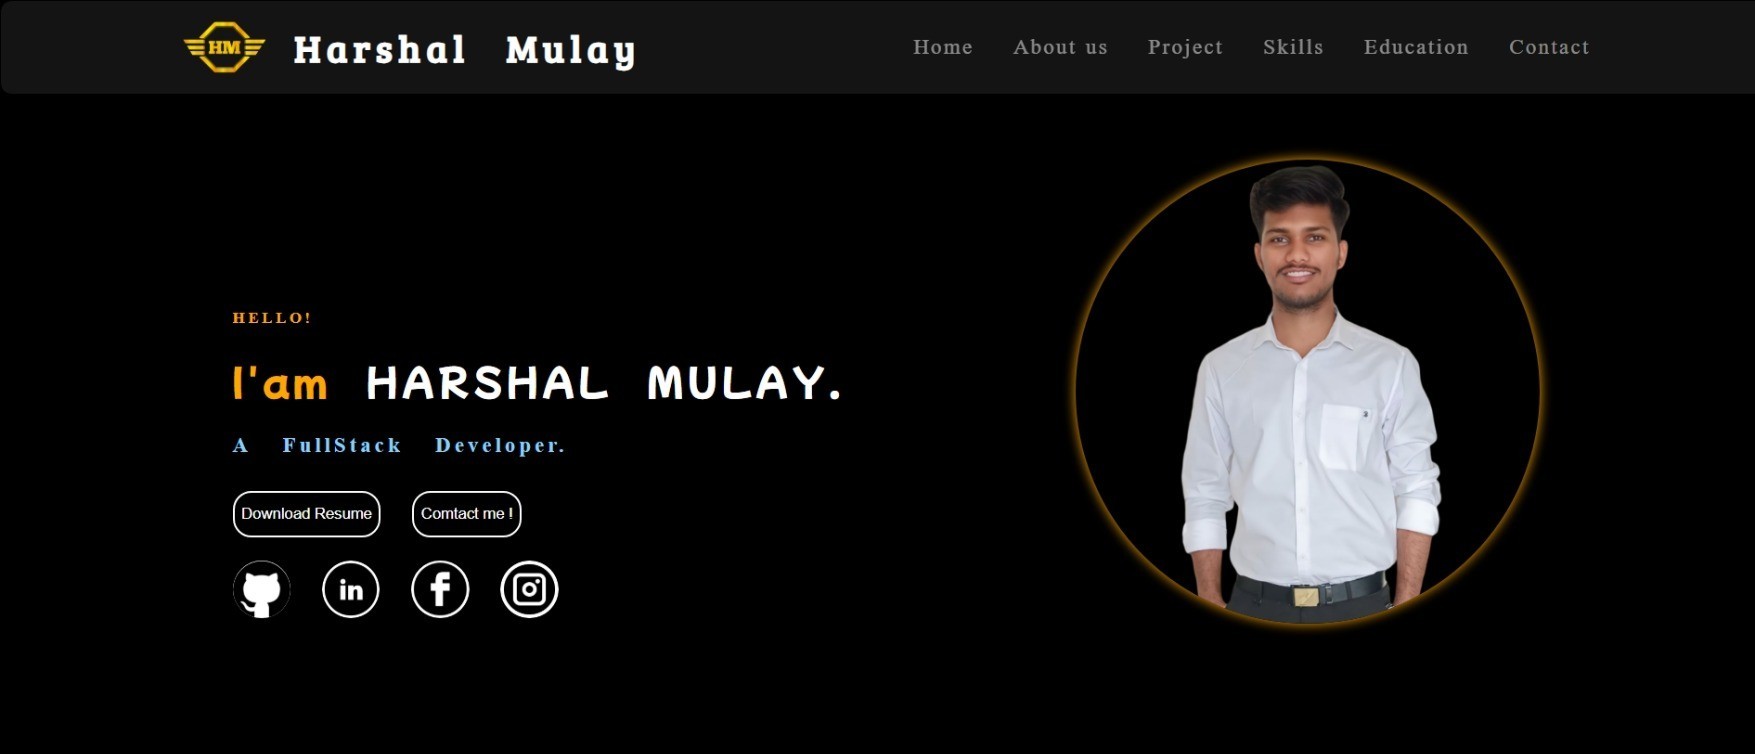 HM Harshal Mulay Home About us Project Skills Education Contact
HELLO!
I'am HARSHAL MULAY.
A FullStack Developer.
Download Resume Comtact me !
in f